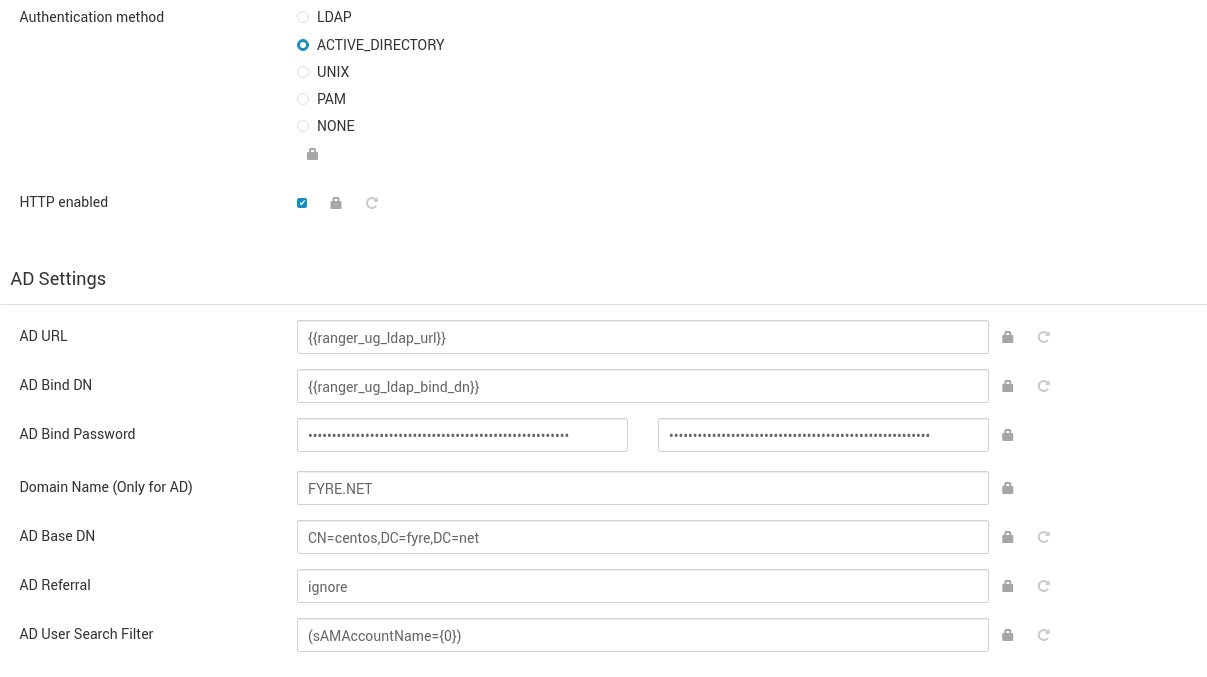 Authentication method
LDAP
ACTIVE_DIRECTORY
UNIX
PAM
NONE
HTTP enabled
AD Settings
AD URL
{{ranger_ug_ldap_url}}
AD Bind DN
{{ranger_ug_ldap_bind_dn}}
AD Bind Password
Domain Name (Only for AD)
FYRE.NET
AD Base DN
CN=centos,DC=fyre,DC=net
AD Referral
ignore
AD User Search Filter
(sAMAccountName={0})